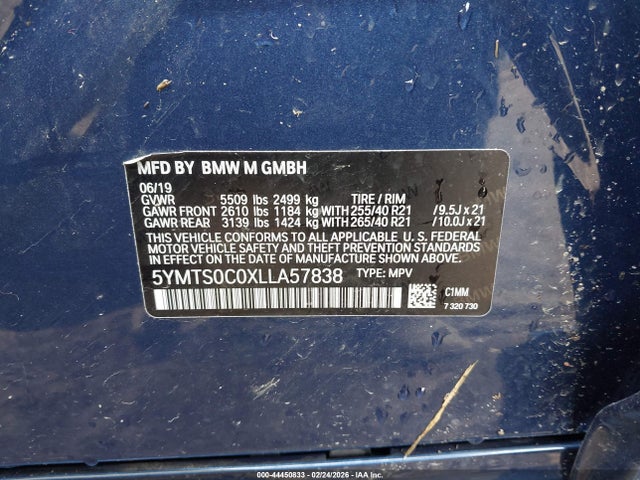 MFD BY BMW M GMBH
06/19
GVWR 5509 lbs 2499 kg TIRE / RIM
GAWR FRONT 2610 lbs 1184 kg WITH 255/40 R21 / 9.5J x 21
GAWR REAR 3139 lbs 1424 kg WITH 265/40 R21 / 10.0J x 21
THIS VEHICLE CONFORMS TO ALL APPLICABLE U. S. FEDERAL
MOTOR VEHICLE SAFETY AND THEFT PREVENTION STANDARDS
IN EFFECT ON THE DATE OF MANUFACTURE SHOWN ABOVE.
5YMTS0C0XLLA57838 TYPE: MPV
C1MM
7 320 730
000-44450833 - 02/24/2026 - COPYRIGHT IAA, LLC